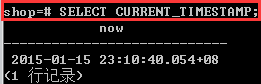 shop=# SELECT CURRENT_TIMESTAMP;
now
----------------------------
2015-01-15 23:10:40.054+08
(1 行记录)